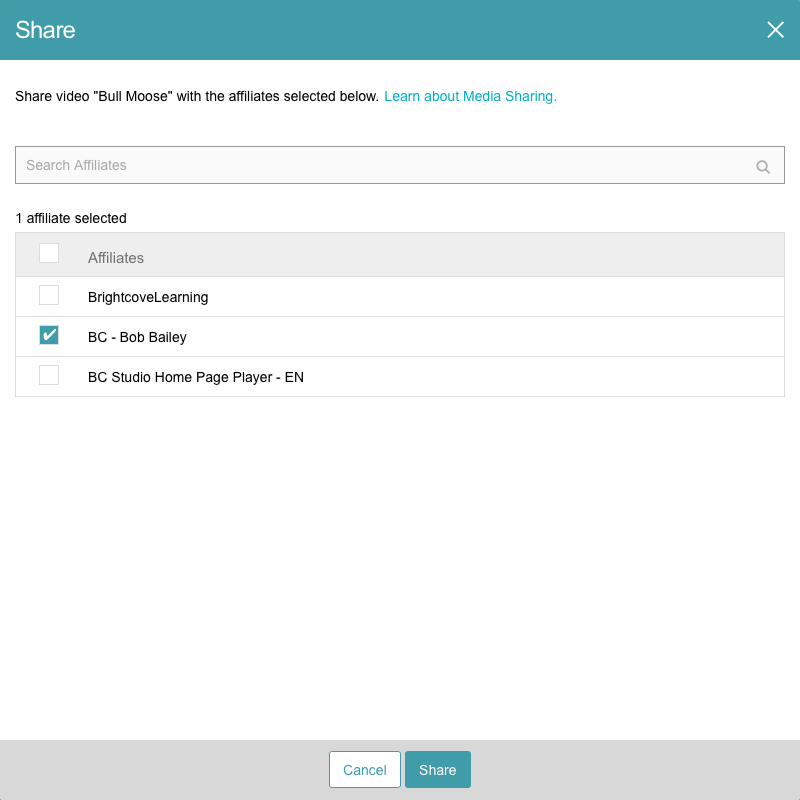 Share
Share video "Bull Moose" with the affiliates selected below. Learn about Media Sharing.
Search Affiliates
1 affiliate selected
Affiliates
BrightcoveLearning
BC - Bob Bailey
BC Studio Home Page Player - EN
Cancel Share